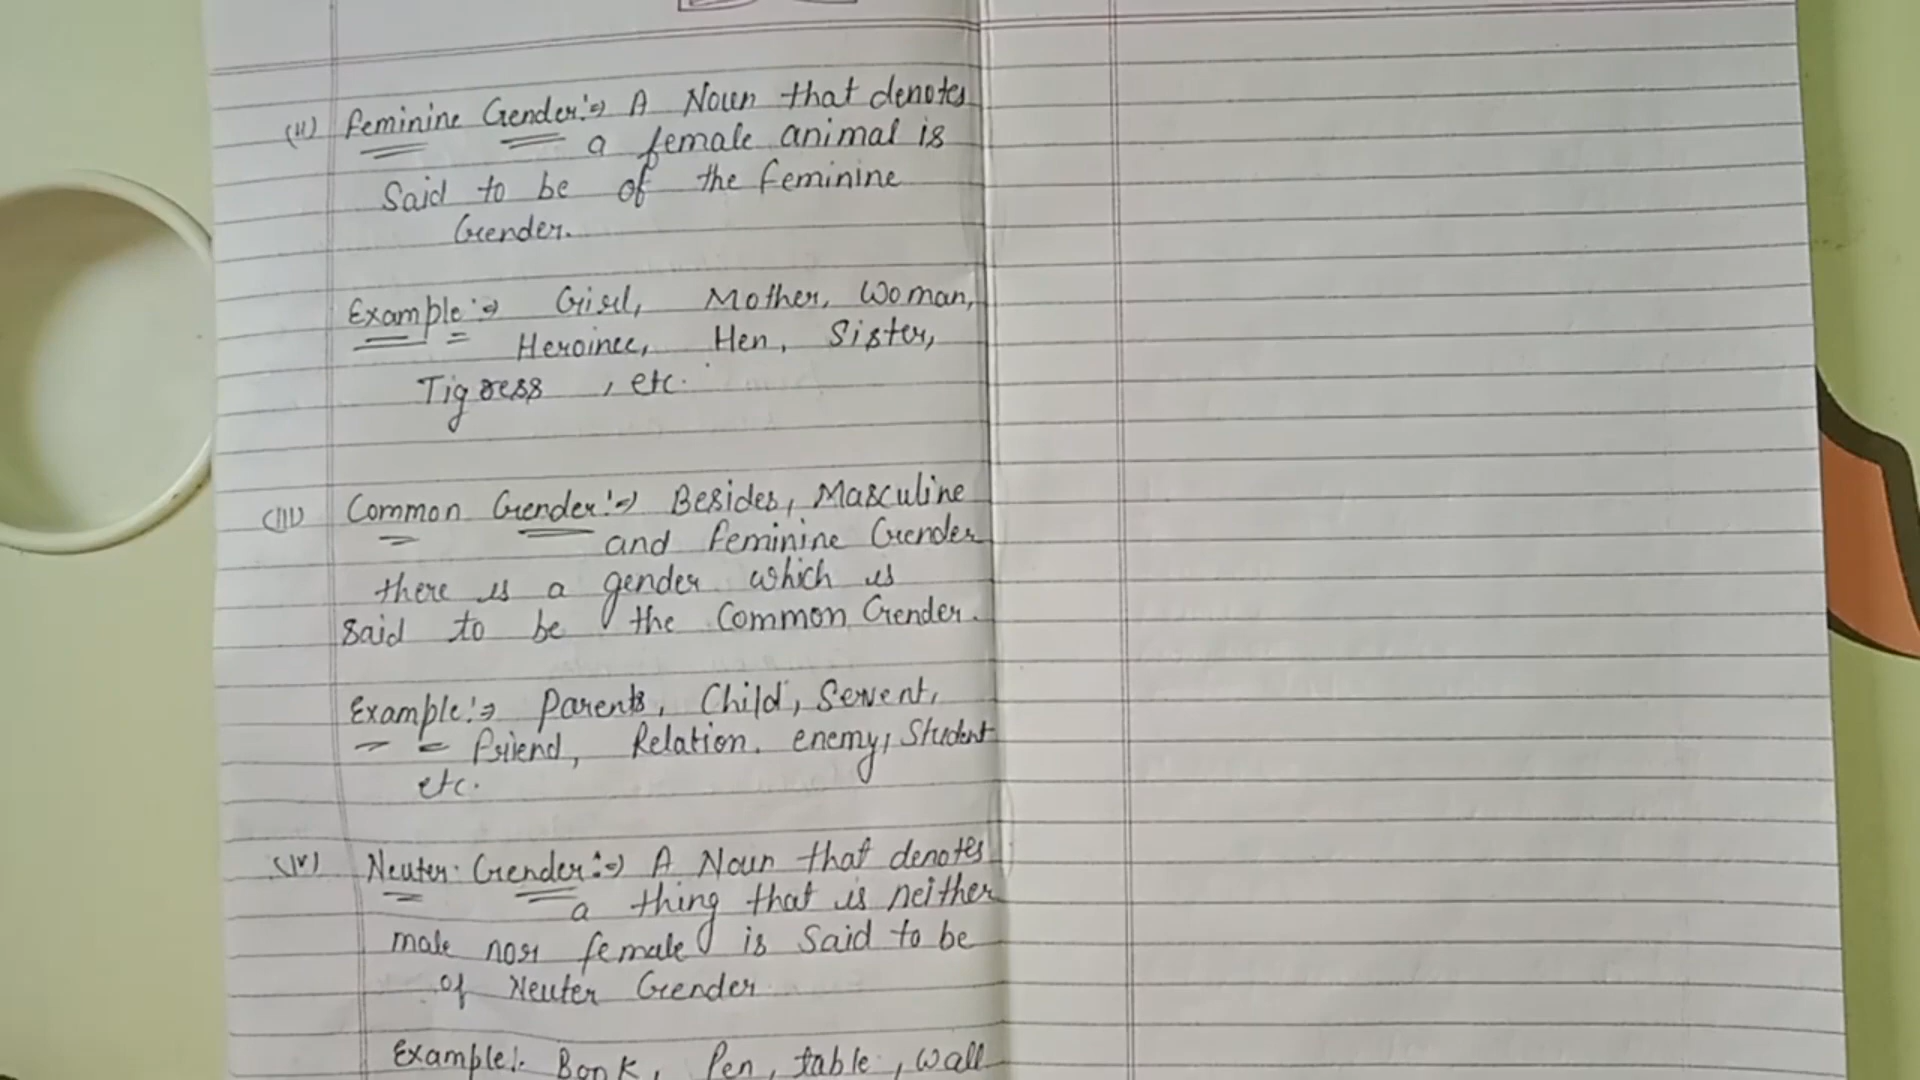 (II) Feminine Gender:⇒ A Noun that denotes
a female animal is
Said to be of the feminine
Gender.
Example:⇒ Girl, Mother, Woman,
Heroinee, Hen, Sister,
Tigress, etc.
(III) Common Gender:⇒ Besides, Masculine
and feminine Gender
there is a gender which is
said to be the Common Gender.
Example:⇒ Parents, Child, Servent,
friend, Relation. enemy, Student
etc.
(IV) Neuter Gender:⇒ A Noun that denotes
a thing that is neither
male nor female is Said to be
of Neuter Gender
Example:- Book, Pen, table, wall